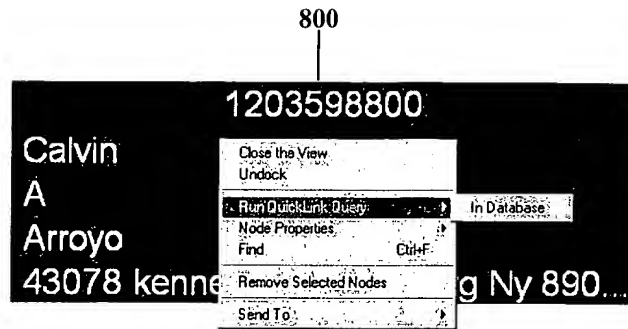 800
1203598800
Calvin
A
Arroyo
43078 kenne g Ny 890...
Close the View
Undock
Run QuickLink Query In Database
Node Properties
Find Ctrl+F
Remove Selected Nodes
Send To